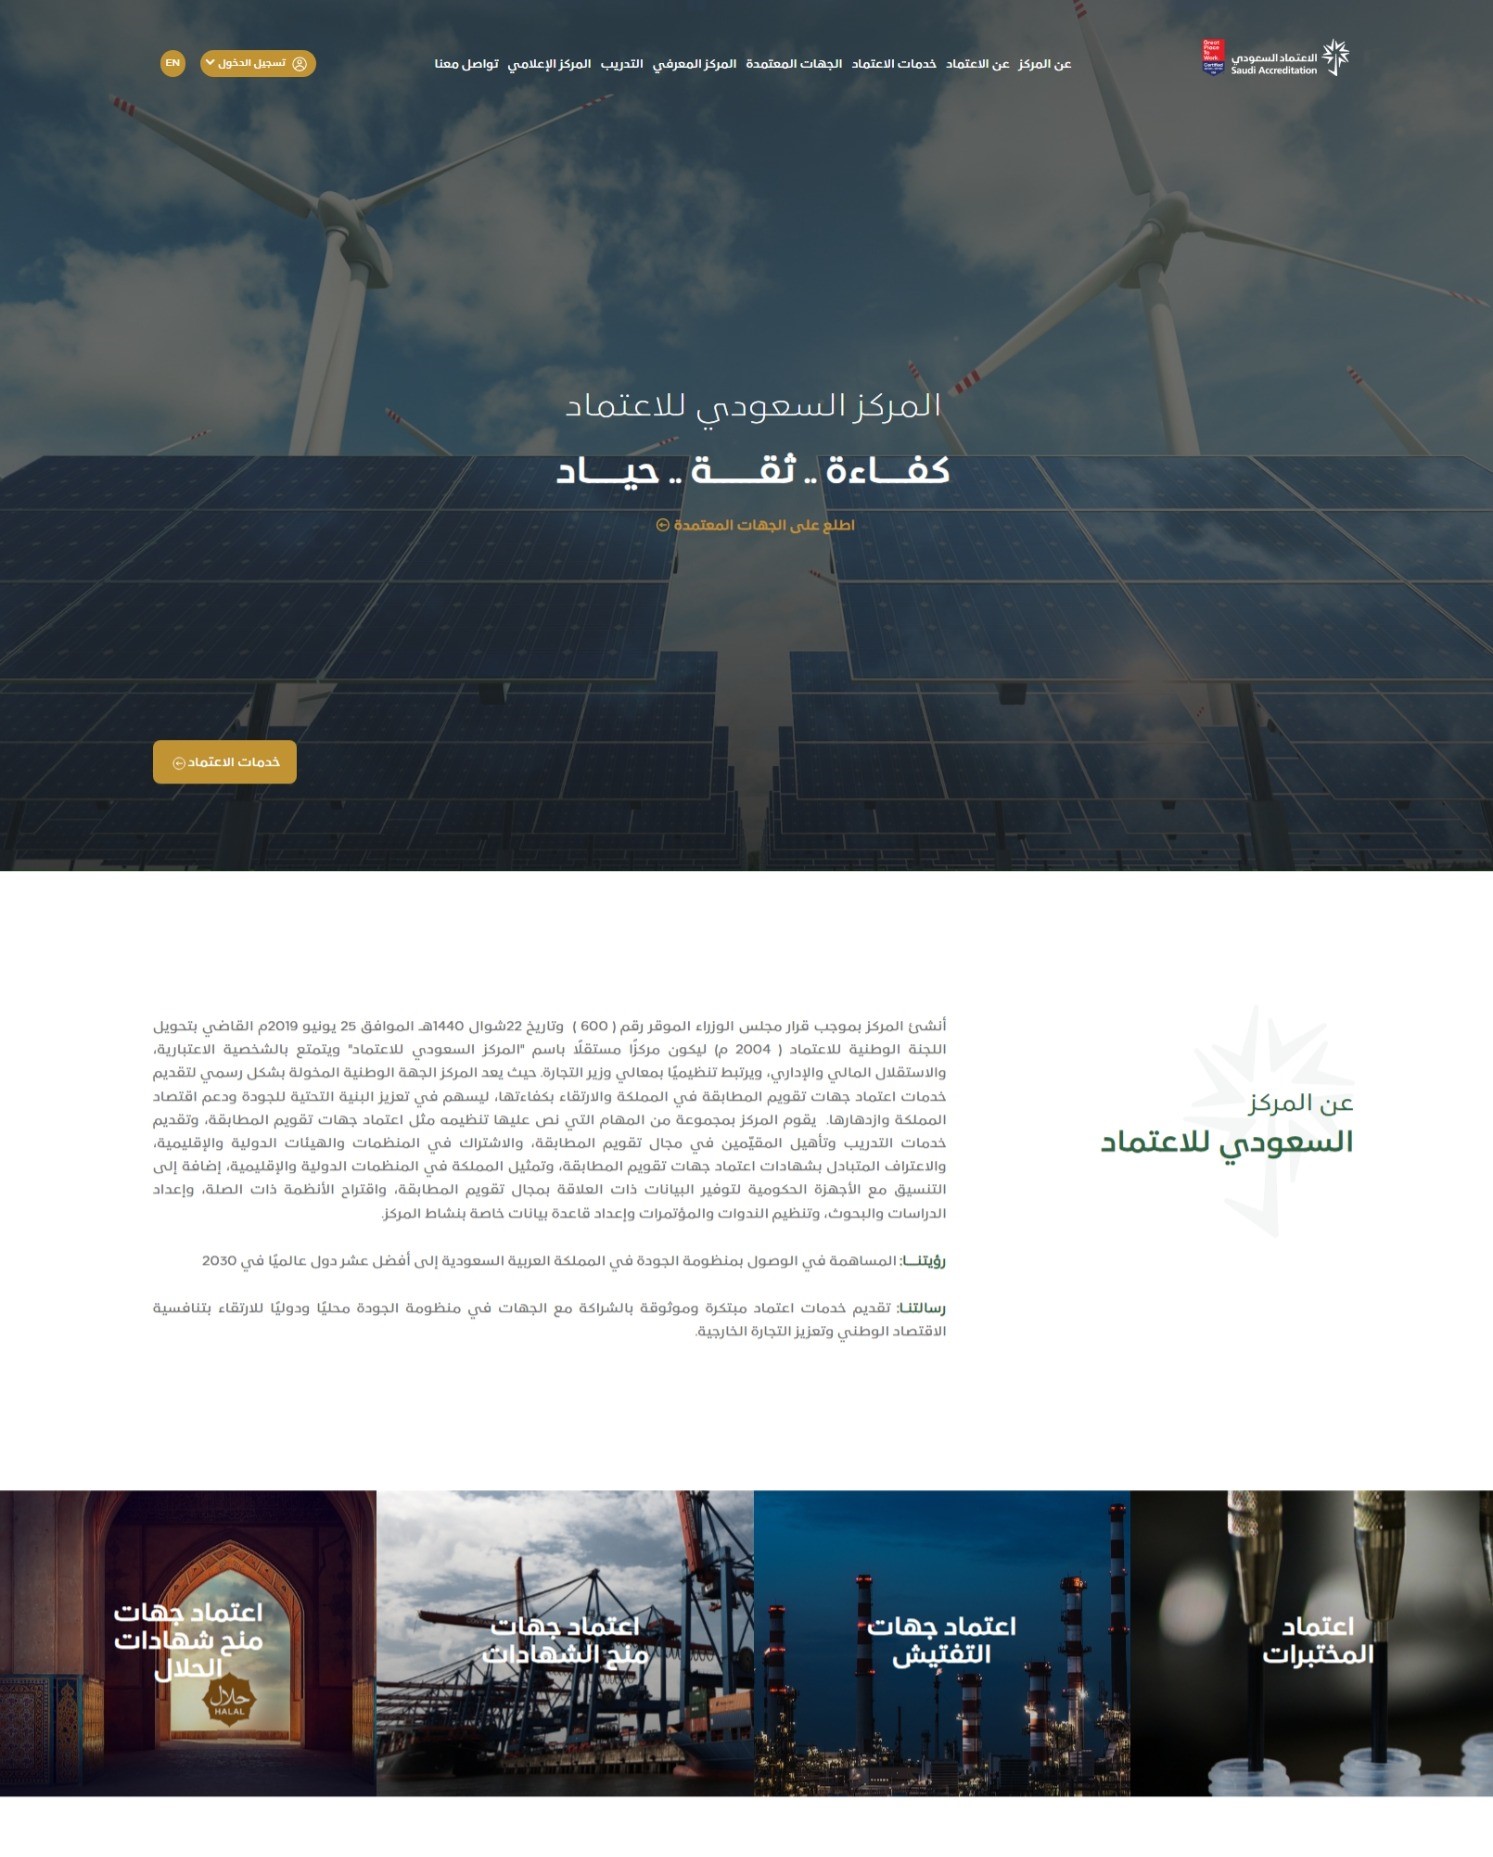 الاعتماد السعودي
Saudi Accreditation
Great
Place
To
Work.
Certified
عن المركز عن الاعتماد خدمات الاعتماد الجهات المعتمدة المركز المعرفي التدريب المركز الإعلامي تواصل معنا
تسجيل الدخول
EN
المركز السعودي للاعتماد
كفـــاءة .. ثقـــــة .. حيـــاد
اطلع على الجهات المعتمدة
خدمات الاعتماد
عن المركز
السعودي للاعتماد
أنشئ المركز بموجب قرار مجلس الوزراء الموقر رقم ( 600 ) وتاريخ 22شوال 1440هـ الموافق 25 يونيو 2019م القاضي بتحويل
اللجنة الوطنية للاعتماد ( 2004 م) ليكون مركزًا مستقلًا باسم "المركز السعودي للاعتماد" ويتمتع بالشخصية الاعتبارية،
والاستقلال المالي والإداري، ويرتبط تنظيميًا بمعالي وزير التجارة. حيث يعد المركز الجهة الوطنية المخولة بشكل رسمي لتقديم
خدمات اعتماد جهات تقويم المطابقة في المملكة والارتقاء بكفاءتها، ليسهم في تعزيز البنية التحتية للجودة ودعم اقتصاد
المملكة وازدهارها. يقوم المركز بمجموعة من المهام التي نص عليها تنظيمه مثل اعتماد جهات تقويم المطابقة، وتقديم
خدمات التدريب وتأهيل المقيّمين في مجال تقويم المطابقة، والاشتراك في المنظمات والهيئات الدولية والإقليمية،
والاعتراف المتبادل بشهادات اعتماد جهات تقويم المطابقة، وتمثيل المملكة في المنظمات الدولية والإقليمية، إضافة إلى
التنسيق مع الأجهزة الحكومية لتوفير البيانات ذات العلاقة بمجال تقويم المطابقة، واقتراح الأنظمة ذات الصلة، وإعداد
الدراسات والبحوث، وتنظيم الندوات والمؤتمرات وإعداد قاعدة بيانات خاصة بنشاط المركز.
رؤيتنــا: المساهمة في الوصول بمنظومة الجودة في المملكة العربية السعودية إلى أفضل عشر دول عالميًا في 2030
رسالتنـا: تقديم خدمات اعتماد مبتكرة وموثوقة بالشراكة مع الجهات في منظومة الجودة محليًا ودوليًا للارتقاء بتنافسية
الاقتصاد الوطني وتعزيز التجارة الخارجية.
اعتماد
المختبرات
اعتماد جهات
التفتيش
اعتماد جهات
منح الشهادات
اعتماد جهات
منح شهادات
الحلال
حلال
HALAL